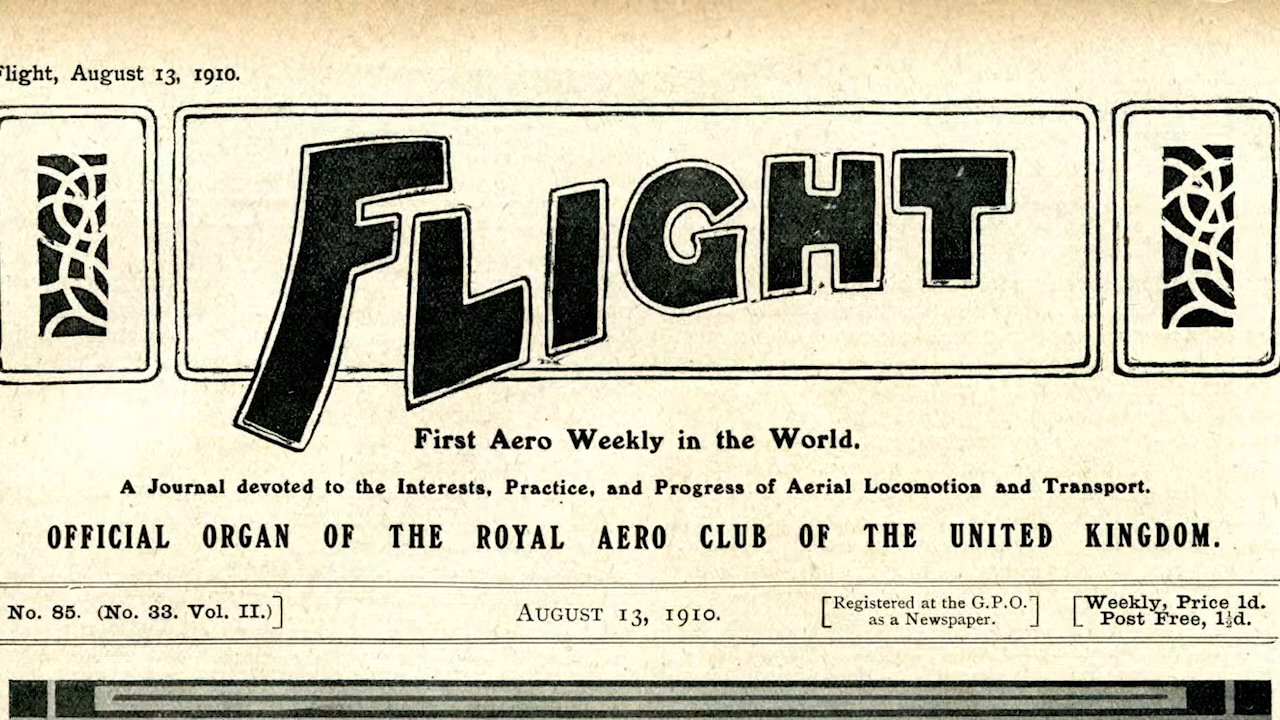 Flight, August 13, 1910.
FLIGHT
First Aero Weekly in the World.
A Journal devoted to the Interests, Practice, and Progress of Aerial Locomotion and Transport.
OFFICIAL ORGAN OF THE ROYAL AERO CLUB OF THE UNITED KINGDOM.
No. 85. (No. 33. Vol. II.)]
August 13, 1910.
[Registered at the G.P.O.]
as a Newspaper.
[Weekly, Price 1d.
Post Free, 1½d.